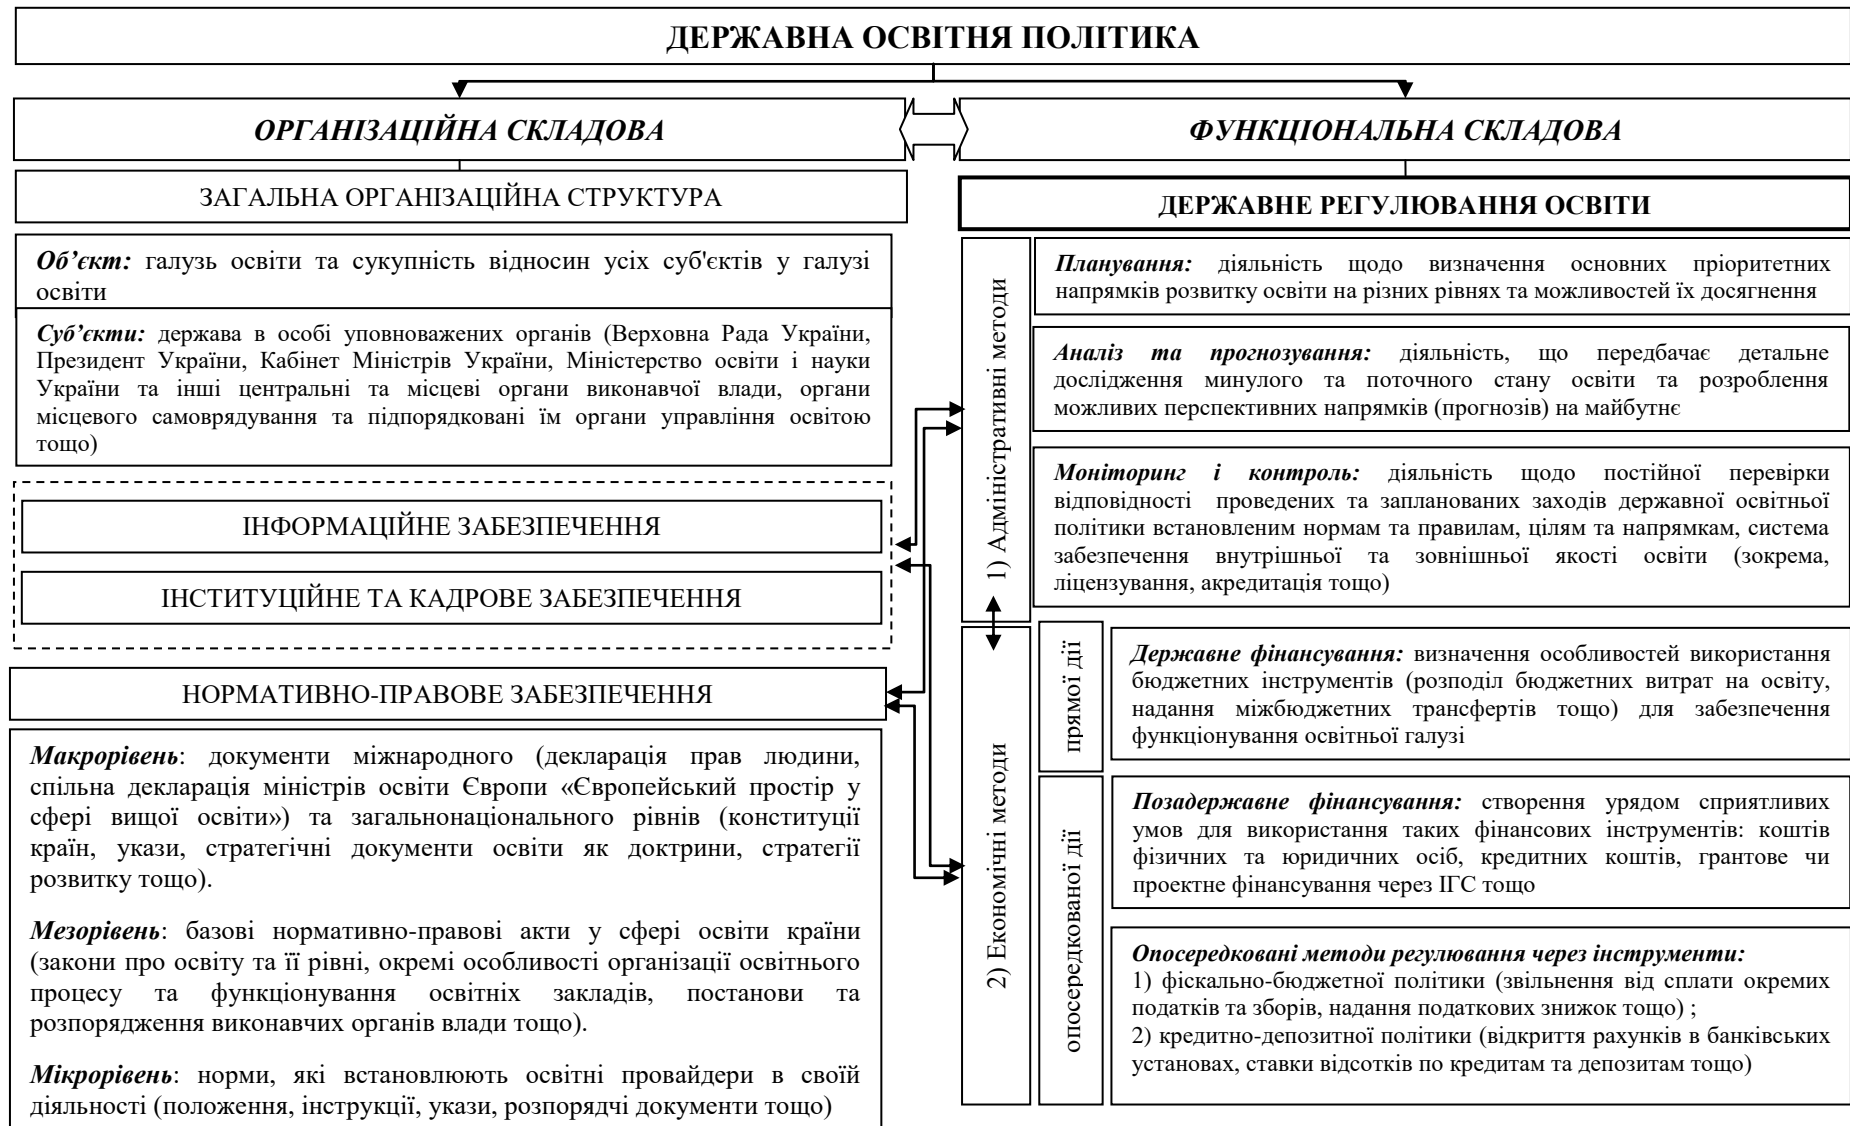 ДЕРЖАВНА ОСВІТНЯ ПОЛІТИКА
ОРГАНІЗАЦІЙНА СКЛАДОВА
ЗАГАЛЬНА ОРГАНІЗАЦІЙНА СТРУКТУРА
Об’єкт: галузь освіти та сукупність відносин усіх суб'єктів у галузі
освіти
Суб’єкти: держава в особі уповноважених органів (Верховна Рада України,
Президент України, Кабінет Міністрів України, Міністерство освіти і науки
України та інші центральні та місцеві органи виконавчої влади, органи
місцевого самоврядування та підпорядковані їм органи управління освітою
тощо)
ІНФОРМАЦІЙНЕ ЗАБЕЗПЕЧЕННЯ
ІНСТИТУЦІЙНЕ ТА КАДРОВЕ ЗАБЕЗПЕЧЕННЯ
НОРМАТИВНО-ПРАВОВЕ ЗАБЕЗПЕЧЕННЯ
Макрорівень: документи міжнародного (декларація прав людини,
спільна декларація міністрів освіти Європи «Європейський простір у
сфері вищої освіти») та загальнонаціонального рівнів (конституції
країн, укази, стратегічні документи освіти як доктрини, стратегії
розвитку тощо).
Мезорівень: базові нормативно-правові акти у сфері освіти країни
(закони про освіту та її рівні, окремі особливості організації освітнього
процесу та функціонування освітніх закладів, постанови та
розпорядження виконавчих органів влади тощо).
Мікрорівень: норми, які встановлюють освітні провайдери в своїй
діяльності (положення, інструкції, укази, розпорядчі документи тощо)
ФУНКЦІОНАЛЬНА СКЛАДОВА
ДЕРЖАВНЕ РЕГУЛЮВАННЯ ОСВІТИ
1) Адміністративні методи
Планування: діяльність щодо визначення основних пріоритетних
напрямків розвитку освіти на різних рівнях та можливостей їх досягнення
Аналіз та прогнозування: діяльність, що передбачає детальне
дослідження минулого та поточного стану освіти та розроблення
можливих перспективних напрямків (прогнозів) на майбутнє
Моніторинг і контроль: діяльність щодо постійної перевірки
відповідності проведених та запланованих заходів державної освітньої
політики встановленим нормам та правилам, цілям та напрямкам, система
забезпечення внутрішньої та зовнішньої якості освіти (зокрема,
ліцензування, акредитація тощо)
2) Економічні методи
прямої дії
Державне фінансування: визначення особливостей використання
бюджетних інструментів (розподіл бюджетних витрат на освіту,
надання міжбюджетних трансфертів тощо) для забезпечення
функціонування освітньої галузі
опосередкованої дії
Позадержавне фінансування: створення урядом сприятливих
умов для використання таких фінансових інструментів: коштів
фізичних та юридичних осіб, кредитних коштів, грантове чи
проектне фінансування через ІГС тощо
Опосередковані методи регулювання через інструменти:
1) фіскально-бюджетної політики (звільнення від сплати окремих
податків та зборів, надання податкових знижок тощо) ;
2) кредитно-депозитної політики (відкриття рахунків в банківських
установах, ставки відсотків по кредитам та депозитам тощо)